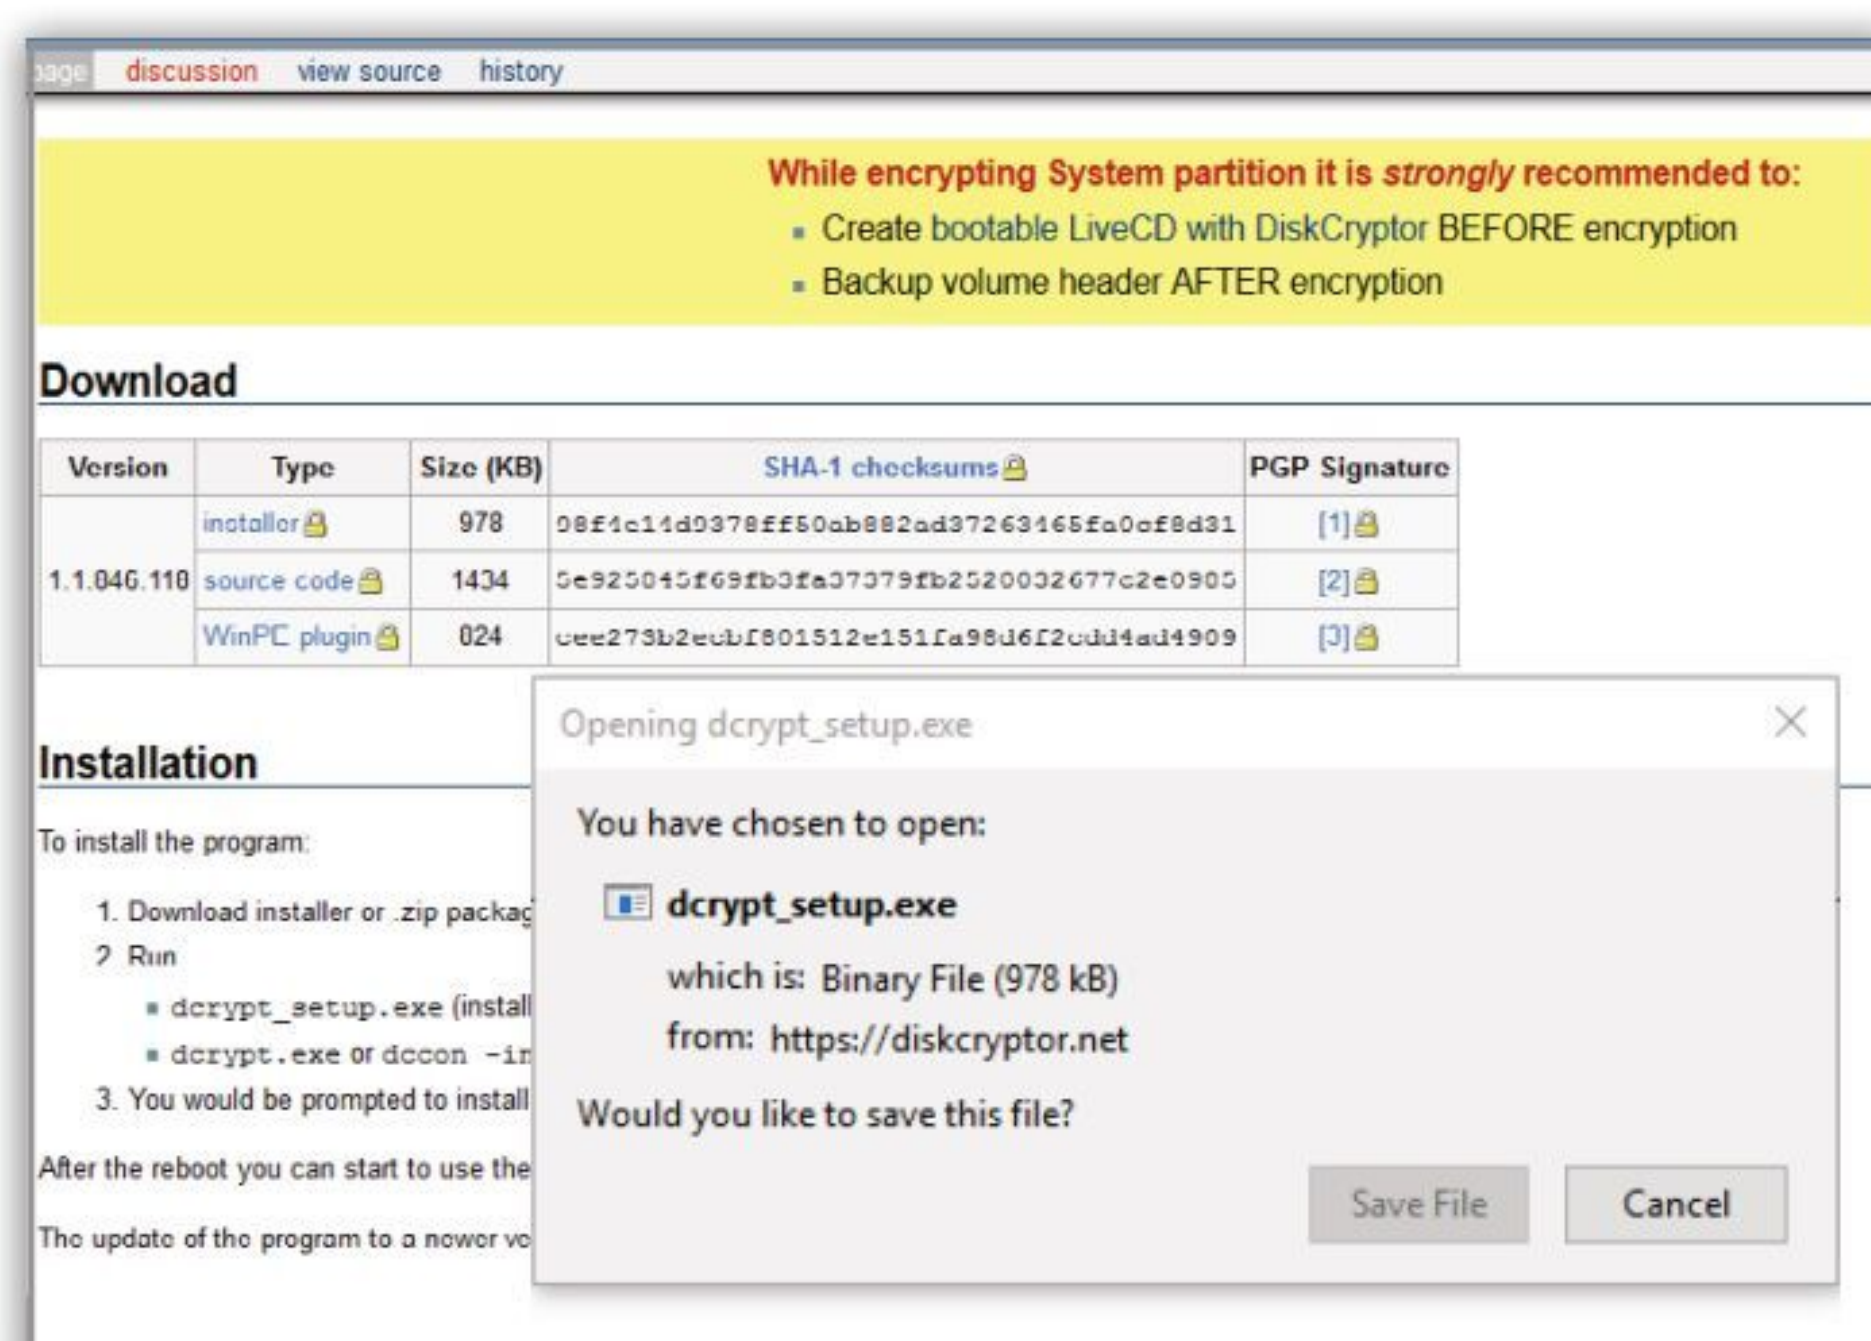 page discussion view source history
While encrypting System partition it is strongly recommended to:
Create bootable LiveCD with DiskCryptor BEFORE encryption
Backup volume header AFTER encryption
Download
Version Type Size (KB) SHA-1 checksums PGP Signature
installer 978 [1]
1.1.846.118 source code 1434 [2]
WinPE plugin 824 [3]
Opening dcrypt_setup.exe
Installation
You have chosen to open:
To install the program:
1. Download installer or .zip packag
dcrypt_setup.exe
2. Run
which is: Binary File (978 kB)
dcrypt_setup.exe (install
from: https://diskcryptor.net
dcrypt.exe or dccon -in
3. You would be prompted to install
Would you like to save this file?
After the reboot you can start to use the
Save File Cancel
The update of the program to a newer ve